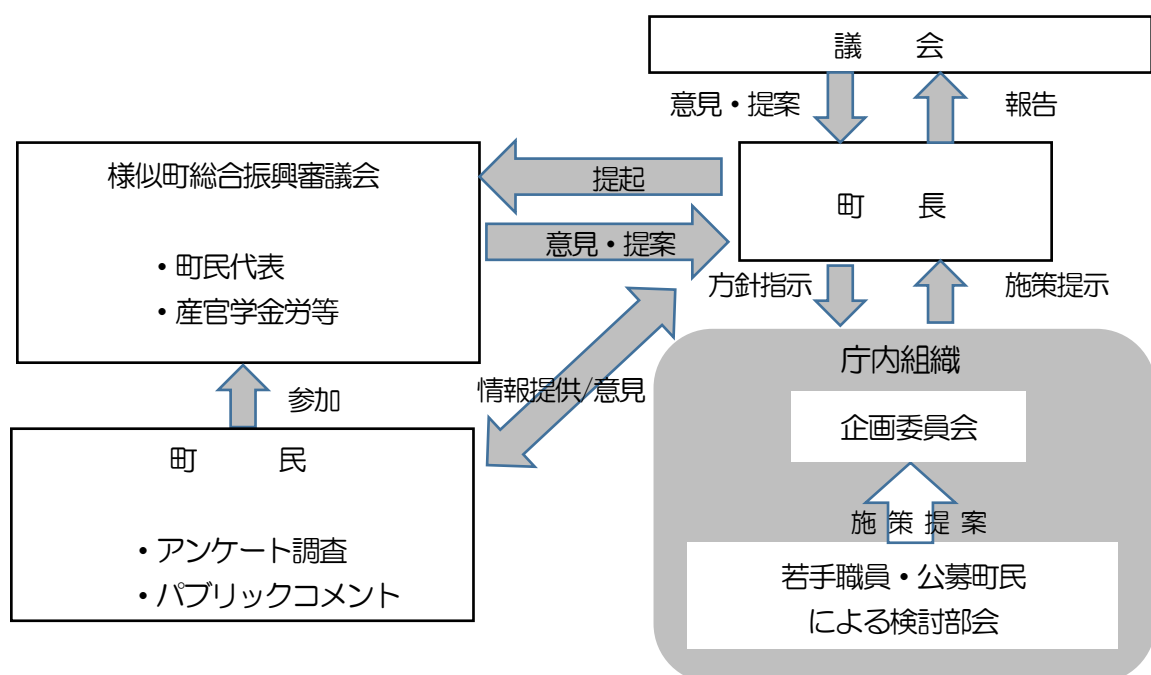 議　　会
意見・提案
報告
様似町総合振興審議会
・町民代表
・産官学金労等
提起
意見・提案
町　　長
方針指示
施策提示
参加
情報提供/意見
町　　　民
・アンケート調査
・パブリックコメント
庁内組織
企画委員会
施 策 提 案
若手職員・公募町民
による検討部会